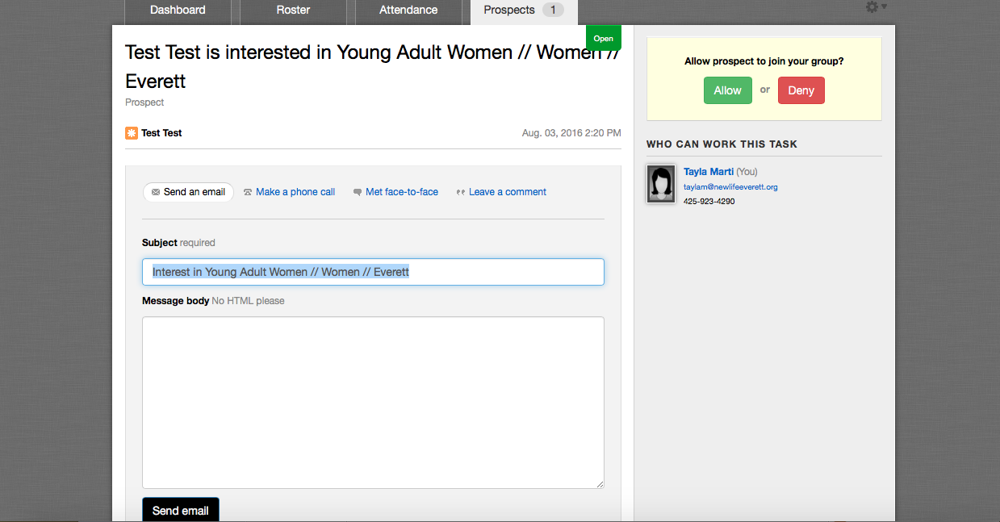 Dashboard
Roster
Attendance
Prospects 1
Open
Test Test is interested in Young Adult Women // Women //
Everett
Prospect
Test Test
Aug. 03, 2016 2:20 PM
Send an email
Make a phone call
Met face-to-face
Leave a comment
Subject required
Interest in Young Adult Women // Women // Everett
Message body No HTML please
Send email
Allow prospect to join your group?
Allow or Deny
WHO CAN WORK THIS TASK
Tayla Marti (You)
taylam@newlifeeverett.org
425-923-4290